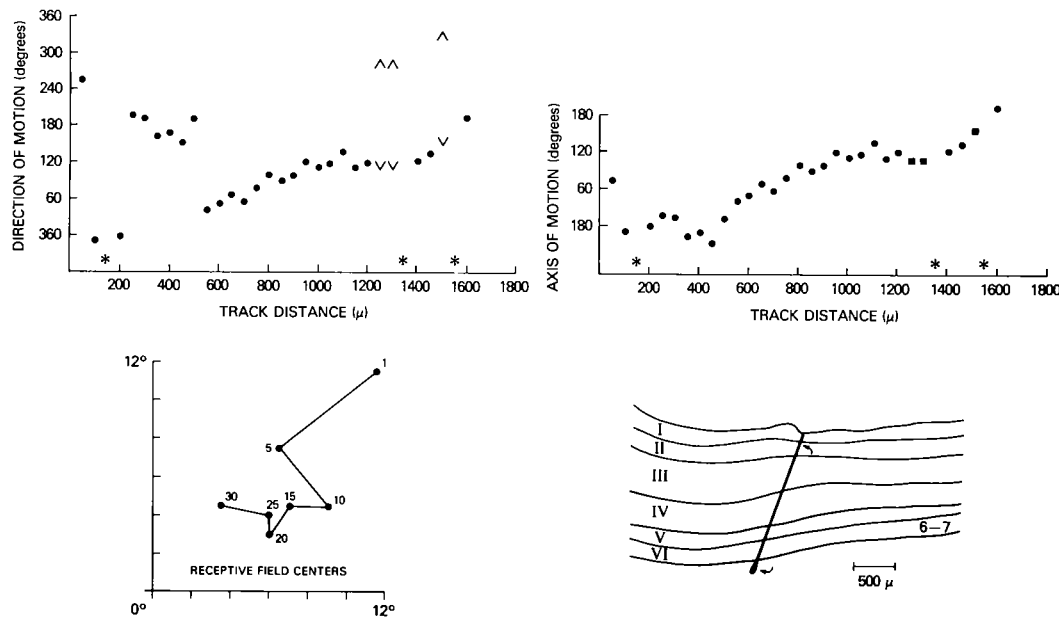 360
300
240
180
120
60
360
DIRECTION OF MOTION (degrees)
* * *
200 400 600 800 1000 1200 1400 1600 1800
TRACK DISTANCE (μ)
180
120
60
180
AXIS OF MOTION (degrees)
* * *
200 400 600 800 1000 1200 1400 1600 1800
TRACK DISTANCE (μ)
12°
1
5
30 25 15 10
20
RECEPTIVE FIELD CENTERS
0° 12°
I
II
III
IV
V
VI
6–7
500 μ